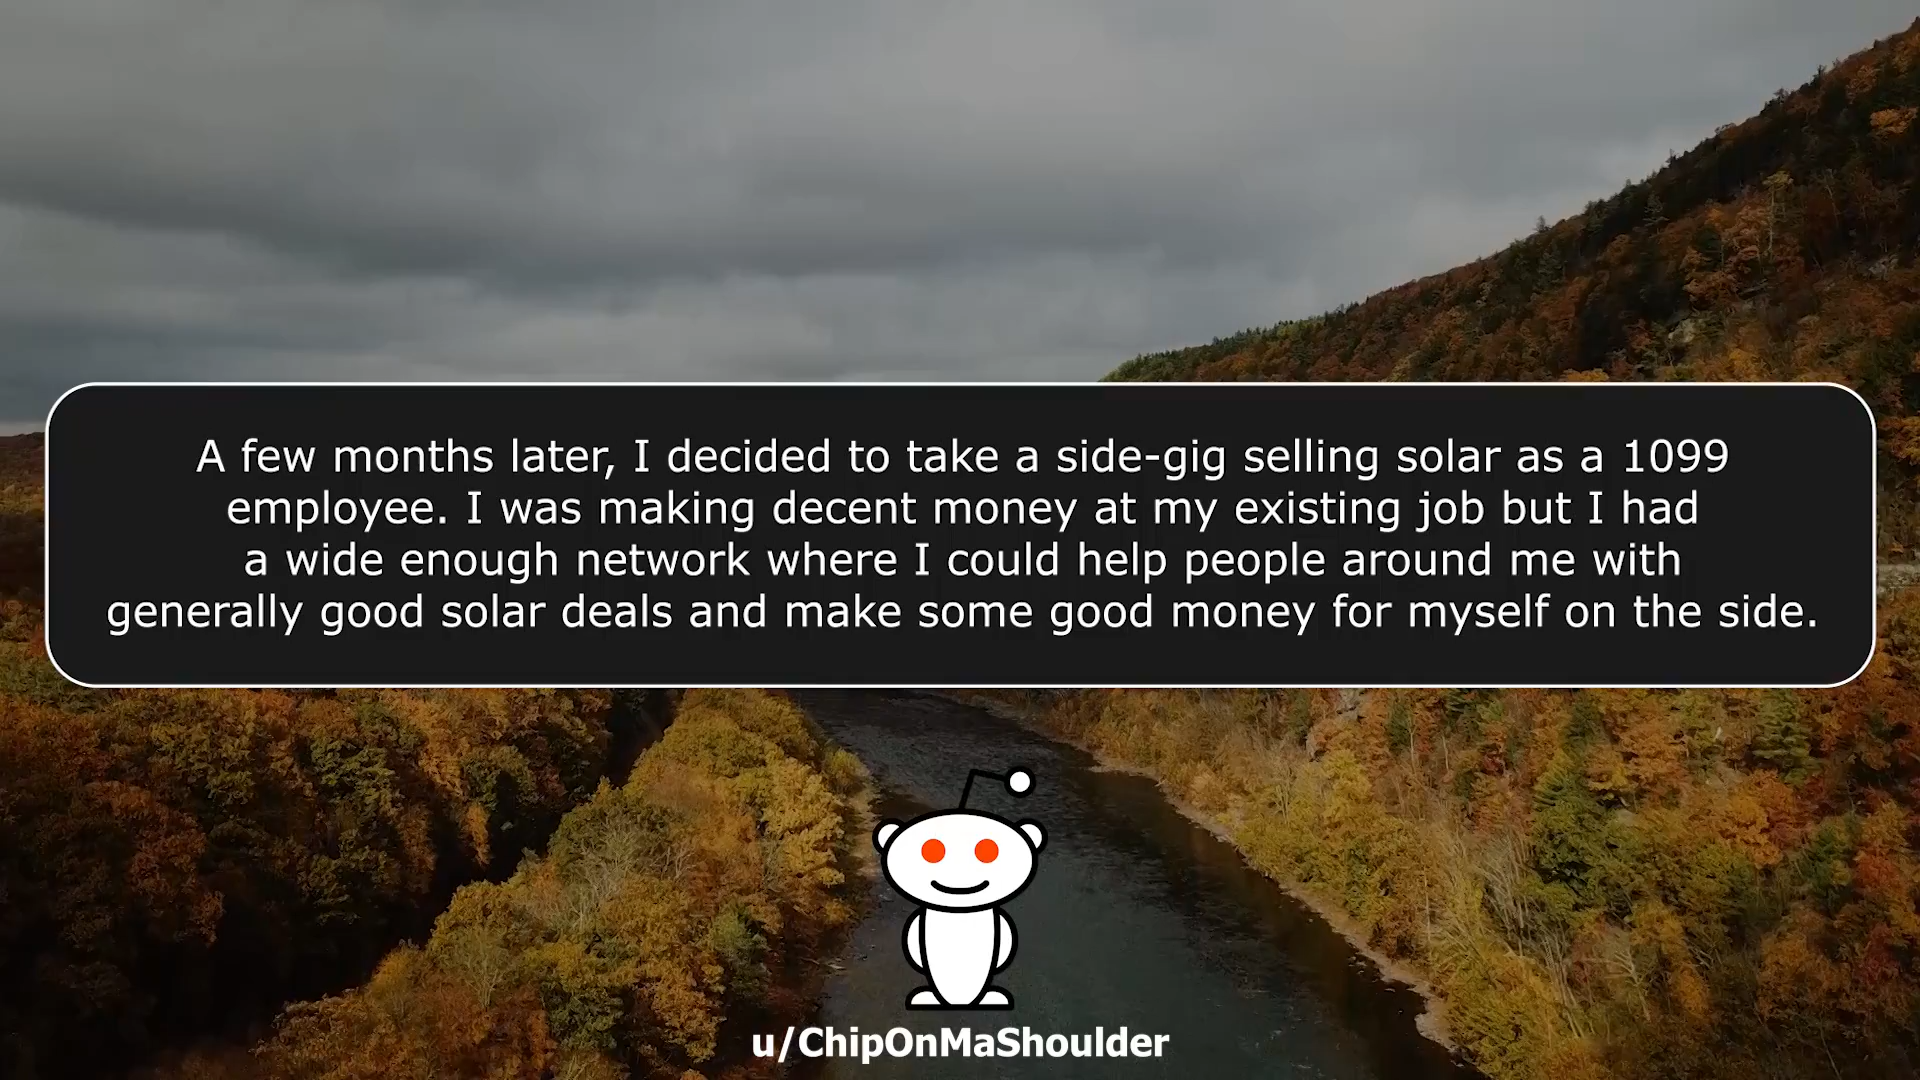 A few months later, I decided to take a side-gig selling solar as a 1099
employee. I was making decent money at my existing job but I had
a wide enough network where I could help people around me with
generally good solar deals and make some good money for myself on the side.
u/ChipOnMaShoulder